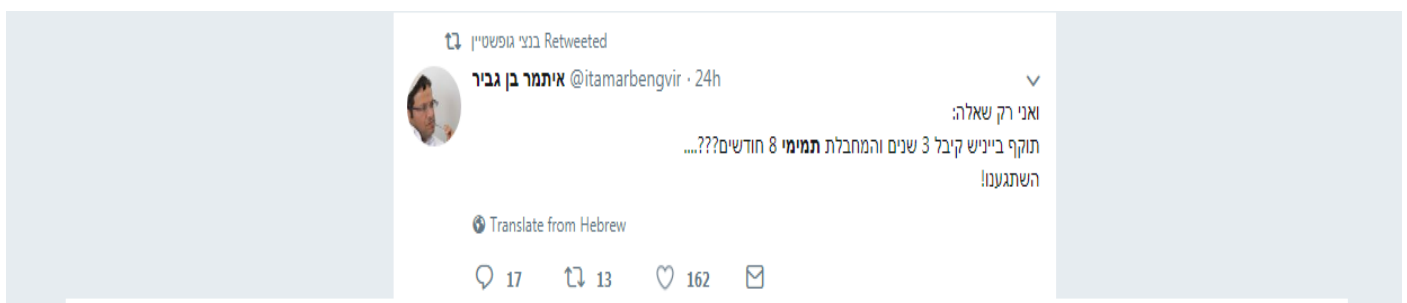 בנצי גופשטיין Retweeted
איתמר בן גביר @itamarbengvir · 24h
ואני רק שאלה:
תוקף בייניש קיבל 3 שנים והמחבלת תמימי 8 חודשים???....
השתגענו!
Translate from Hebrew
17 13 162